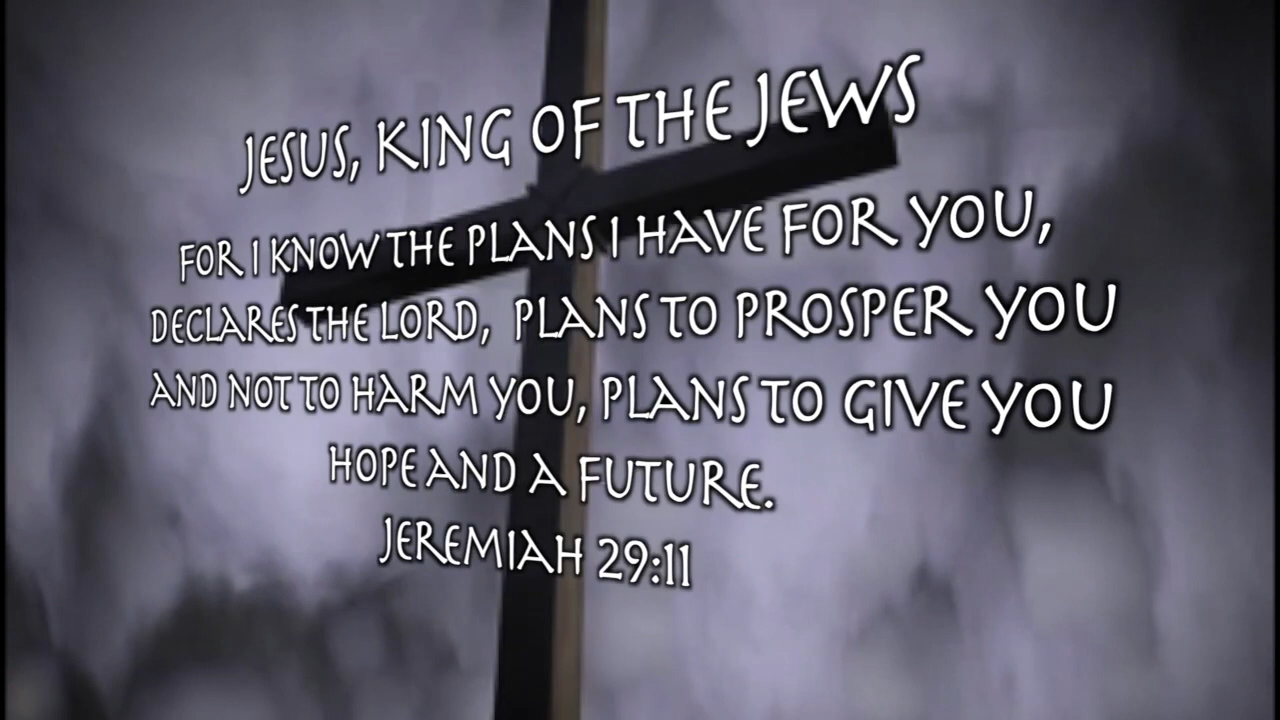 JESUS, KING OF THE JEWS
FOR I KNOW THE PLANS I HAVE FOR YOU,
DECLARES THE LORD, PLANS TO PROSPER YOU
AND NOT TO HARM YOU, PLANS TO GIVE YOU
HOPE AND A FUTURE.
JEREMIAH 29:11